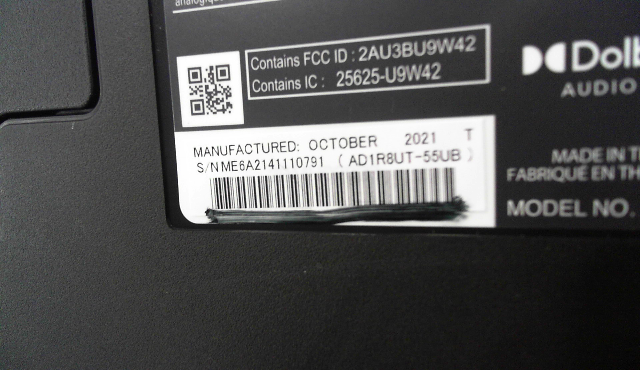 analogique
Contains FCC ID : 2AU3BU9W42
Contains IC : 25625-U9W42
MANUFACTURED: OCTOBER 2021 T
S/N ME6A2141110791 ( AD1R8UT-55UB )
AUDIO
MADE IN
FABRIQUÉ EN
MODEL NO.